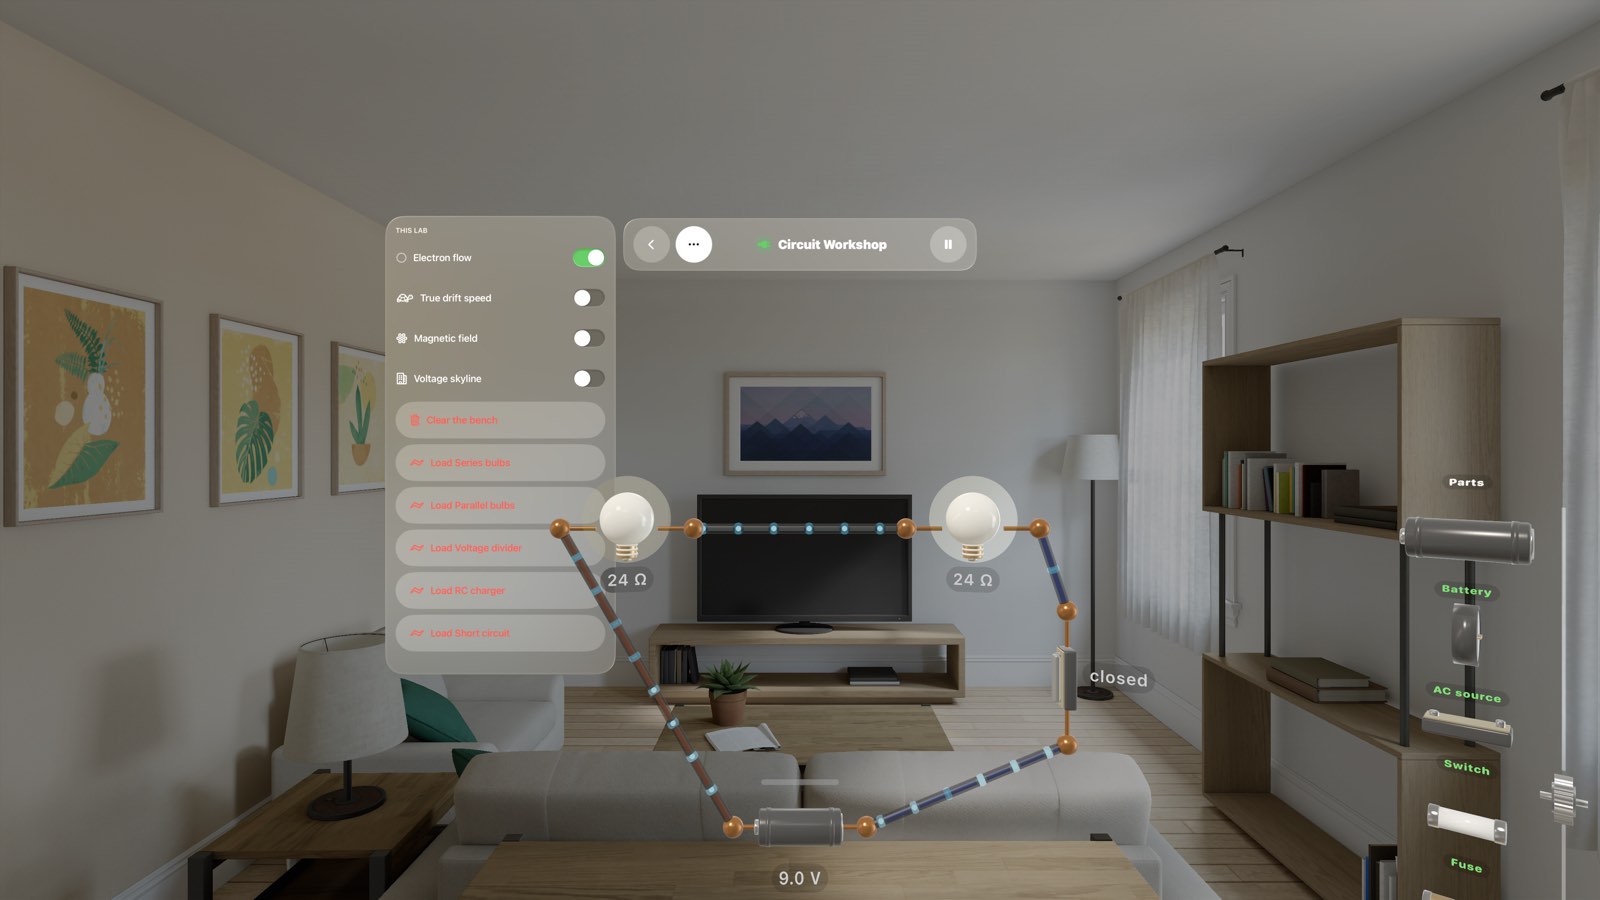 THIS LAB
Electron flow
True drift speed
Magnetic field
Voltage skyline
Clear the bench
Load Series bulbs
Load Parallel bulbs
Load Voltage divider
Load RC charger
Load Short circuit
Circuit Workshop
24 Ω
24 Ω
closed
9.0 V
Parts
Battery
AC source
Switch
Fuse